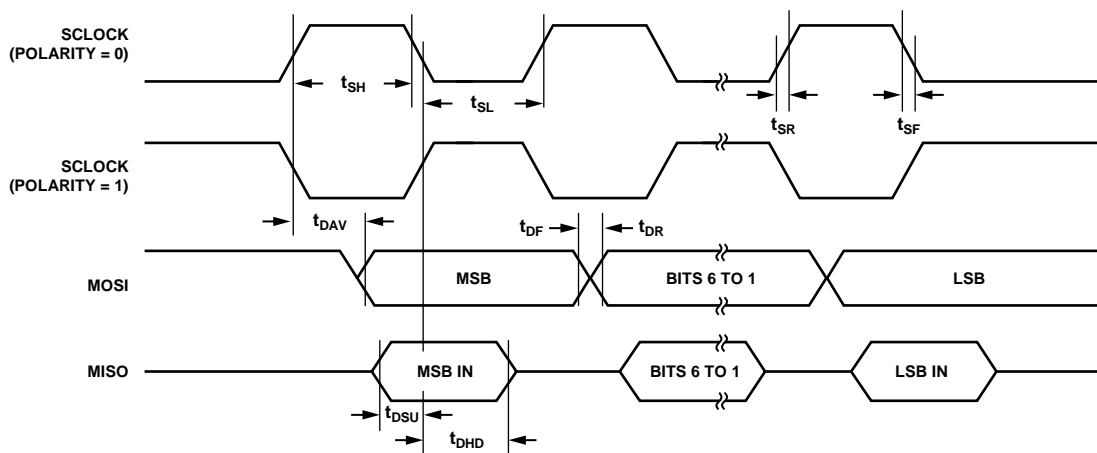 SCLOCK
(POLARITY = 0)
tSH
tSL
tSR
tSF
SCLOCK
(POLARITY = 1)
tDAV
tDF
tDR
MOSI
MSB
BITS 6 TO 1
LSB
MISO
MSB IN
BITS 6 TO 1
LSB IN
tDSU
tDHD